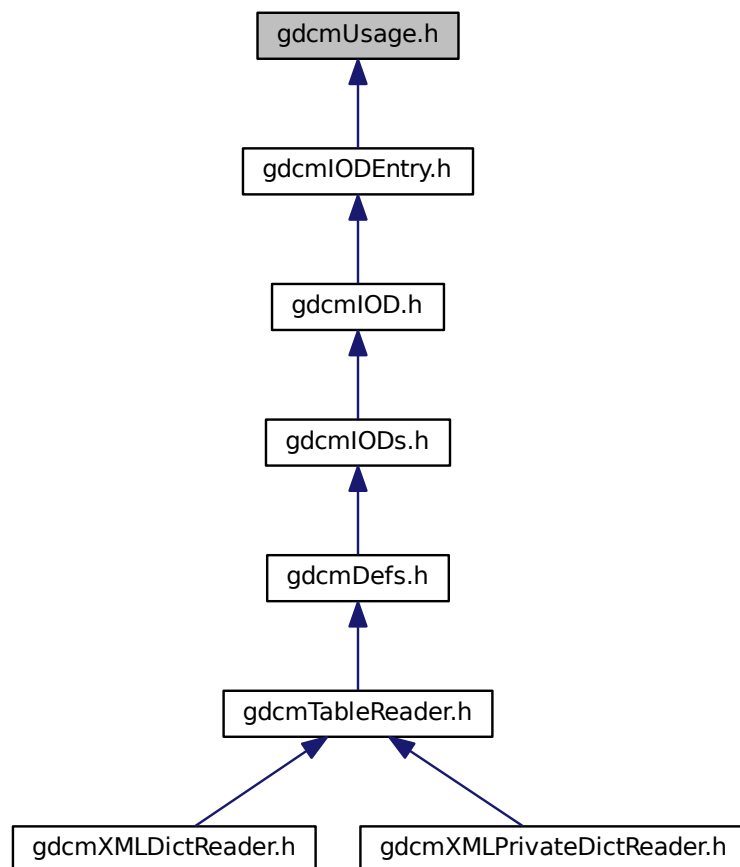 gdcmUsage.h
gdcmIODEntry.h
gdcmIOD.h
gdcmIODs.h
gdcmDefs.h
gdcmTableReader.h
gdcmXMLDictReader.h
gdcmXMLPrivateDictReader.h